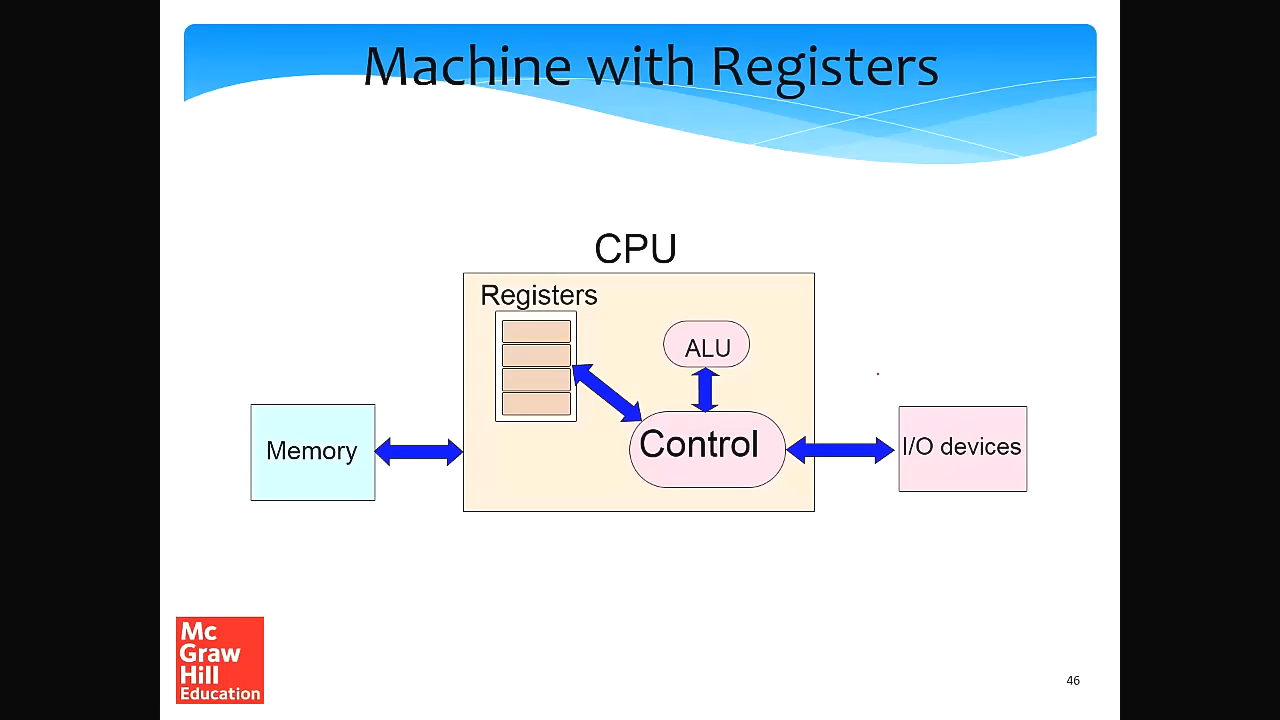 Machine with Registers
CPU
Registers
ALU
Memory
Control
I/O devices
Mc
Graw
Hill
Education
46